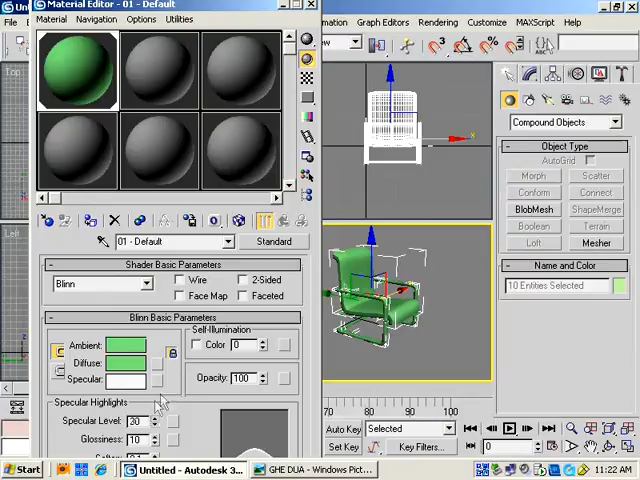 Material Editor - 01 - Default
Material Navigation Options Utilities
Graph Editors Rendering Customize MAXScript Help
View
ABC
Top
Left
x
Compound Objects
Object Type
AutoGrid
Morph Scatter
Conform Connect
BlobMesh ShapeMerge
Boolean Terrain
Loft Mesher
Name and Color
10 Entities Selected
01 - Default Standard
Shader Basic Parameters
Blinn Wire 2-Sided
Face Map Faceted
Blinn Basic Parameters
Self-Illumination
Ambient: Color 0
Diffuse:
Specular: Opacity: 100
Specular Highlights
Specular Level: 30
Glossiness: 10
70 80 90 100
Auto Key Selected
Set Key Key Filters... 0
Start Untitled - Autodesk 3... GHE DUA - Windows Pict... 11:22 AM